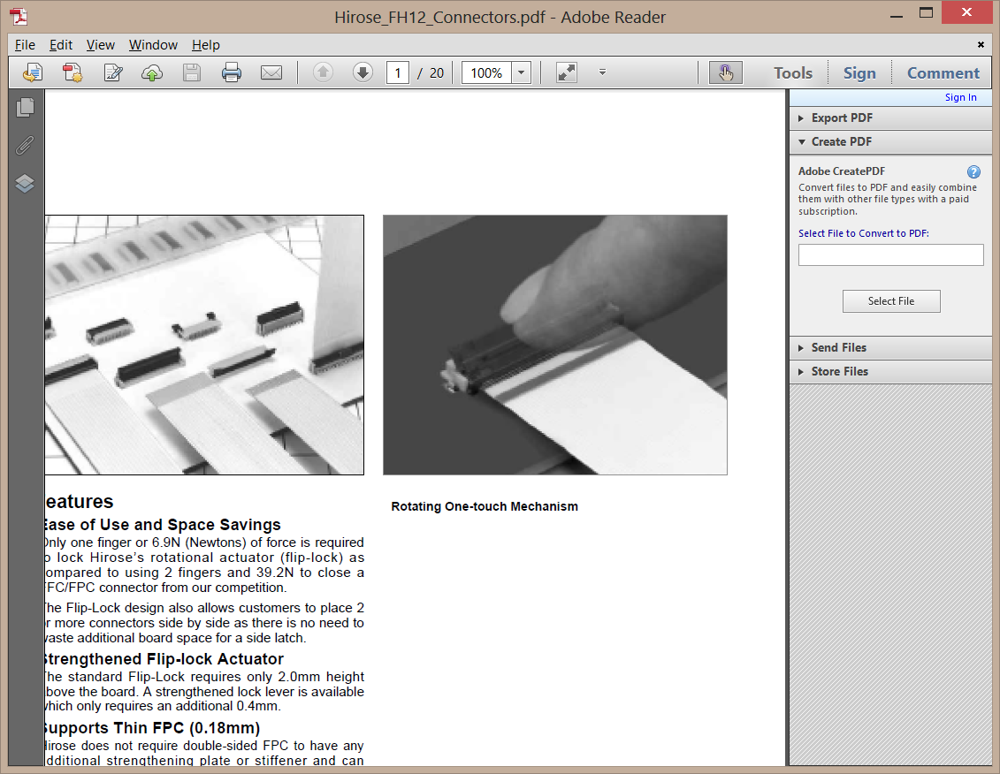 Hirose_FH12_Connectors.pdf - Adobe Reader
File Edit View Window Help
1 / 20 100% Tools Sign Comment
Sign In
Export PDF
Create PDF
Adobe CreatePDF
Convert files to PDF and easily combine
them with other file types with a paid
subscription.
Select File to Convert to PDF:
Select File
Send Files
Store Files
eatures
Ease of Use and Space Savings
Only one finger or 6.9N (Newtons) of force is required
o lock Hirose's rotational actuator (flip-lock) as
ompared to using 2 fingers and 39.2N to close a
FFC/FPC connector from our competition.
The Flip-Lock design also allows customers to place 2
or more connectors side by side as there is no need to
waste additional board space for a side latch.
Strengthened Flip-lock Actuator
The standard Flip-Lock requires only 2.0mm height
above the board. A strengthened lock lever is available
which only requires an additional 0.4mm.
Supports Thin FPC (0.18mm)
Hirose does not require double-sided FPC to have any
additional strengthening plate or stiffener and can
Rotating One-touch Mechanism